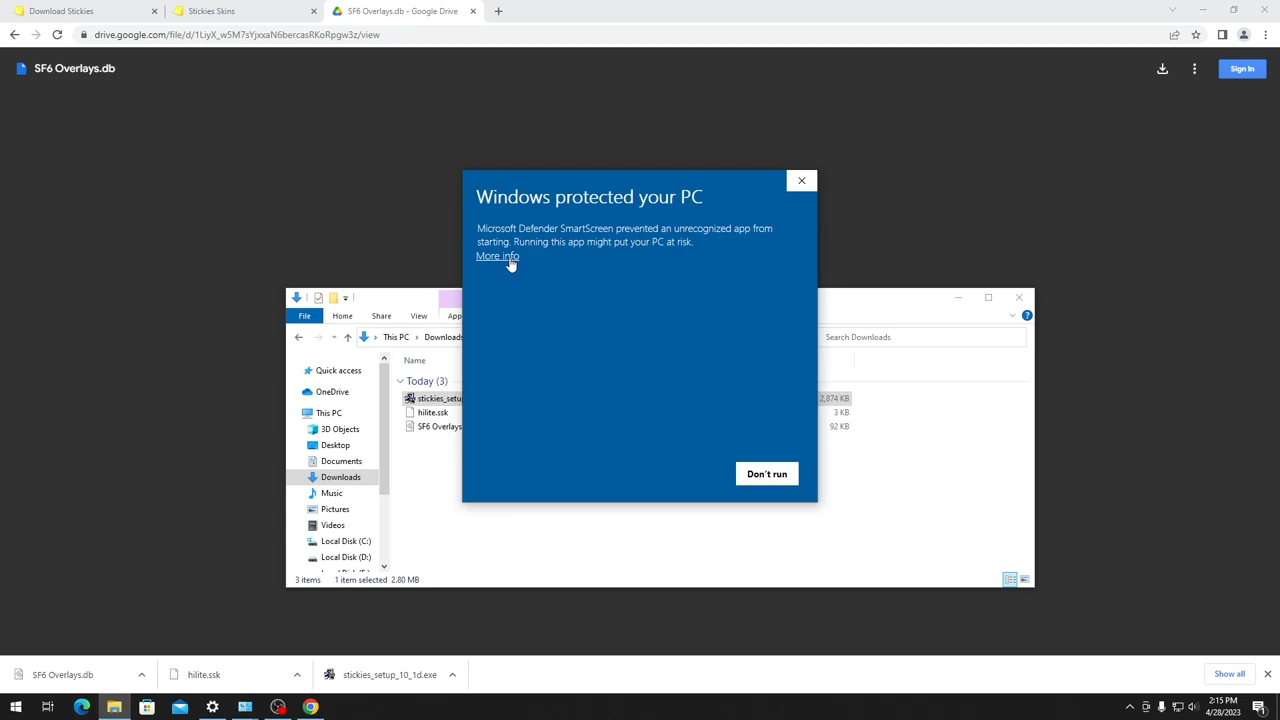 Download Stickies
Stickies Skins
SF6 Overlays.db - Google Drive
drive.google.com/file/d/1LiyX_w5M7sYjxxaN6bercasRKoRpgw3z/view
SF6 Overlays.db
Sign in
Windows protected your PC
Microsoft Defender SmartScreen prevented an unrecognized app from
starting. Running this app might put your PC at risk.
More info
Don't run
File
Home
Share
View
App
This PC
Downloads
Search Downloads
Name
Quick access
OneDrive
This PC
3D Objects
Desktop
Documents
Downloads
Music
Pictures
Videos
Local Disk (C:)
Local Disk (D:)
Today (3)
stickies_setu
2,874 KB
hilite.ssk
3 KB
SF6 Overlays
92 KB
3 items
1 item selected 2.80 MB
SF6 Overlays.db
hilite.ssk
stickies_setup_10_1d.exe
Show all
2:15 PM
4/28/2023
1